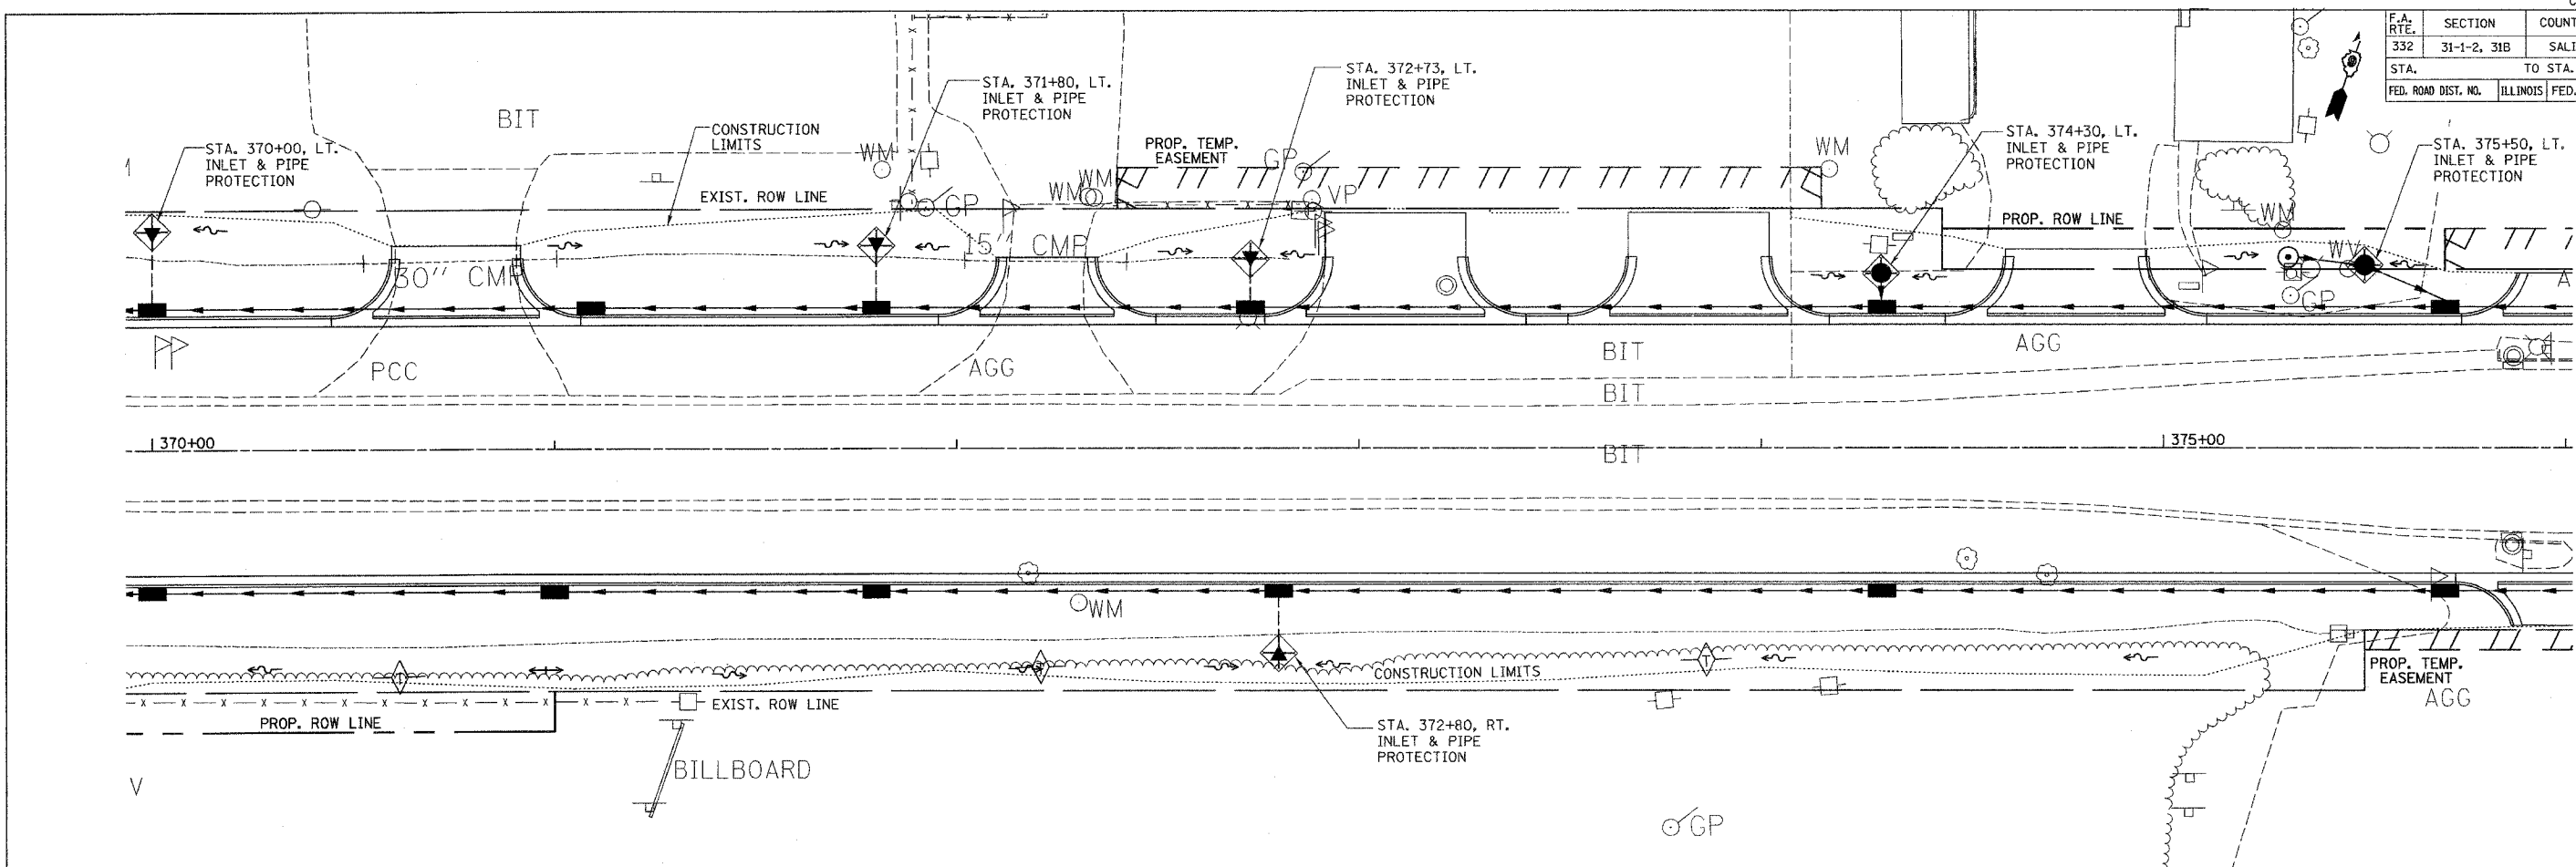 F.A. RTE. SECTION
332 31-1-2, 31B
STA. TO STA.
FED. ROAD DIST. NO. ILLINOIS FED.
STA. 370+00, LT.
INLET & PIPE
PROTECTION
BIT
CONSTRUCTION
LIMITS
STA. 371+80, LT.
INLET & PIPE
PROTECTION
STA. 372+73, LT.
INLET & PIPE
PROTECTION
STA. 374+30, LT.
INLET & PIPE
PROTECTION
STA. 375+50, LT.
INLET & PIPE
PROTECTION
PROP. TEMP.
EASEMENT
WM
GP
WM
WM
WM
VP
EXIST. ROW LINE
GP
PROP. ROW LINE
WM
WV
GP
30" CMP
15" CMP
A
PCC
AGG
BIT
AGG
BIT
370+00
BIT
375+00
WM
CONSTRUCTION LIMITS
PROP. TEMP.
EASEMENT
AGG
EXIST. ROW LINE
PROP. ROW LINE
STA. 372+80, RT.
INLET & PIPE
PROTECTION
BILLBOARD
V
GP